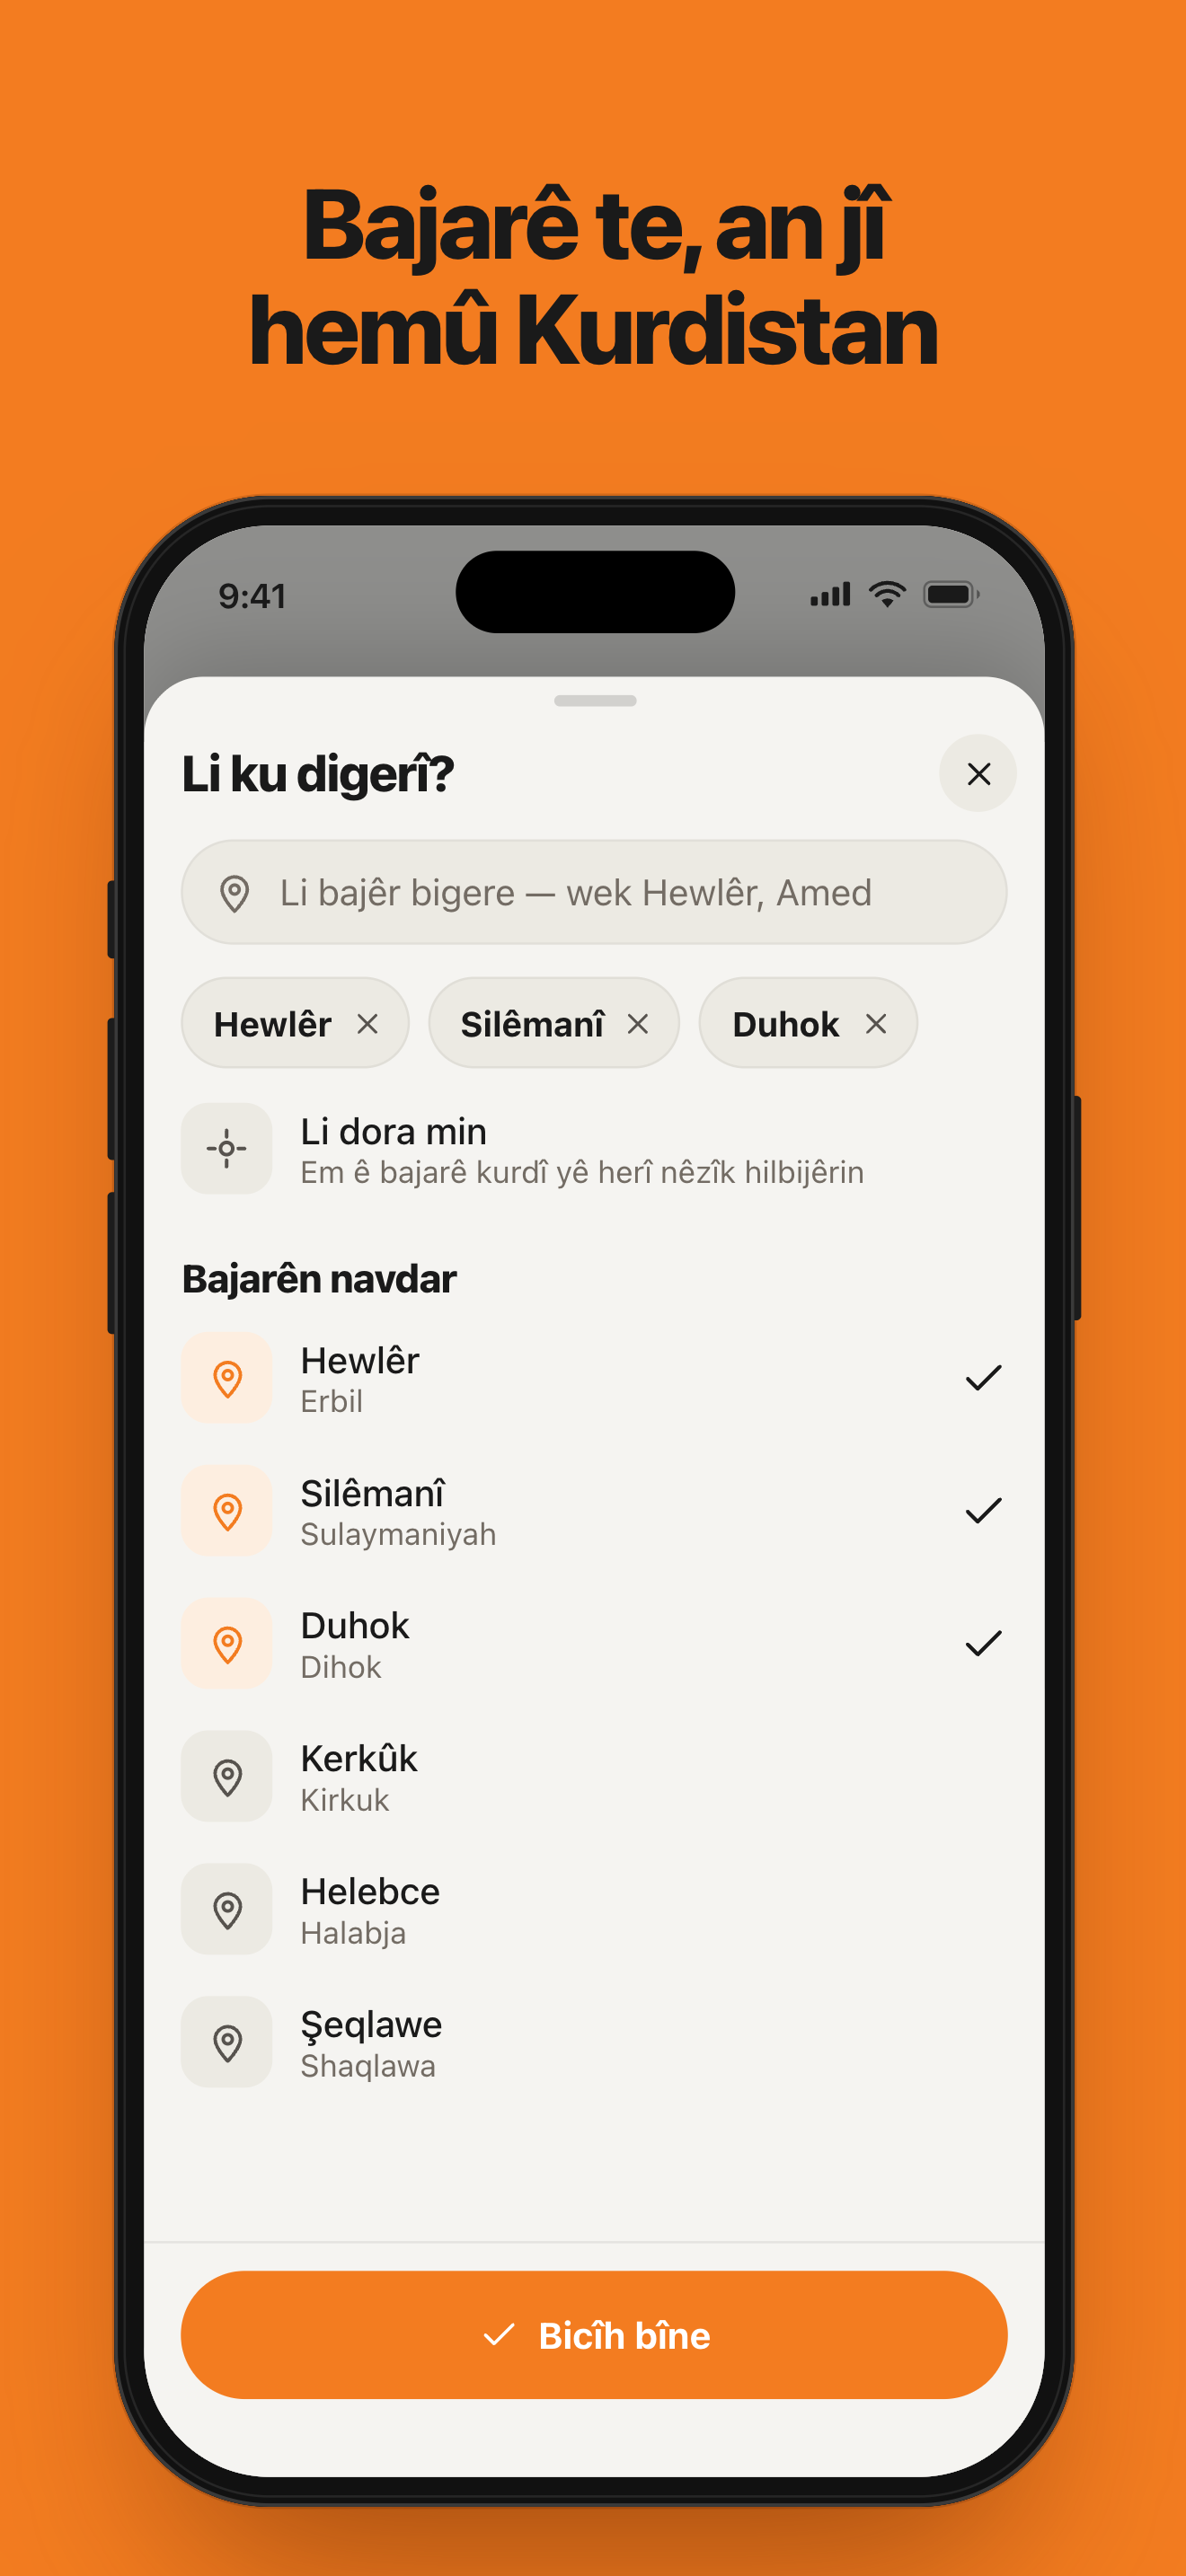 Bajarê te, an jî
hemû Kurdistan
9:41
Li ku digerî?
Li bajêr bigere — wek Hewlêr, Amed
Hewlêr
Silêmanî
Duhok
Li dora min
Em ê bajarê kurdî yê herî nêzîk hilbijêrin
Bajarên navdar
Hewlêr
Erbil
Silêmanî
Sulaymaniyah
Duhok
Dihok
Kerkûk
Kirkuk
Helebce
Halabja
Şeqlawe
Shaqlawa
Bicîh bîne